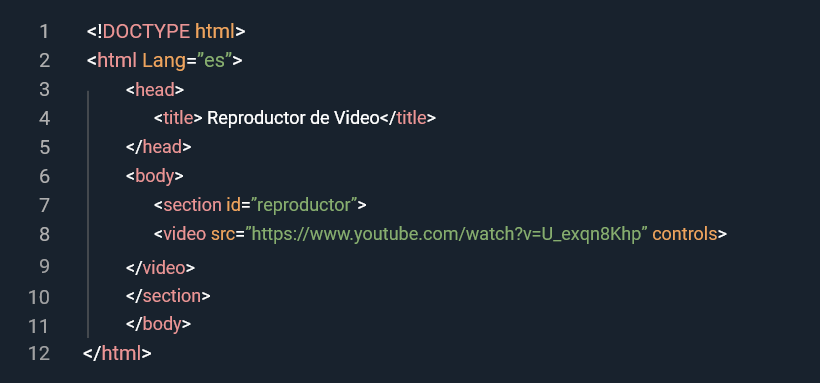 1 <!DOCTYPE html>
2 <html Lang=”es”>
3 <head>
4 <title> Reproductor de Video</title>
5 </head>
6 <body>
7 <section id=”reproductor”>
8 <video src=”https://www.youtube.com/watch?v=U_exqn8Khp” controls>
9 </video>
10 </section>
11 </body>
12 </html>